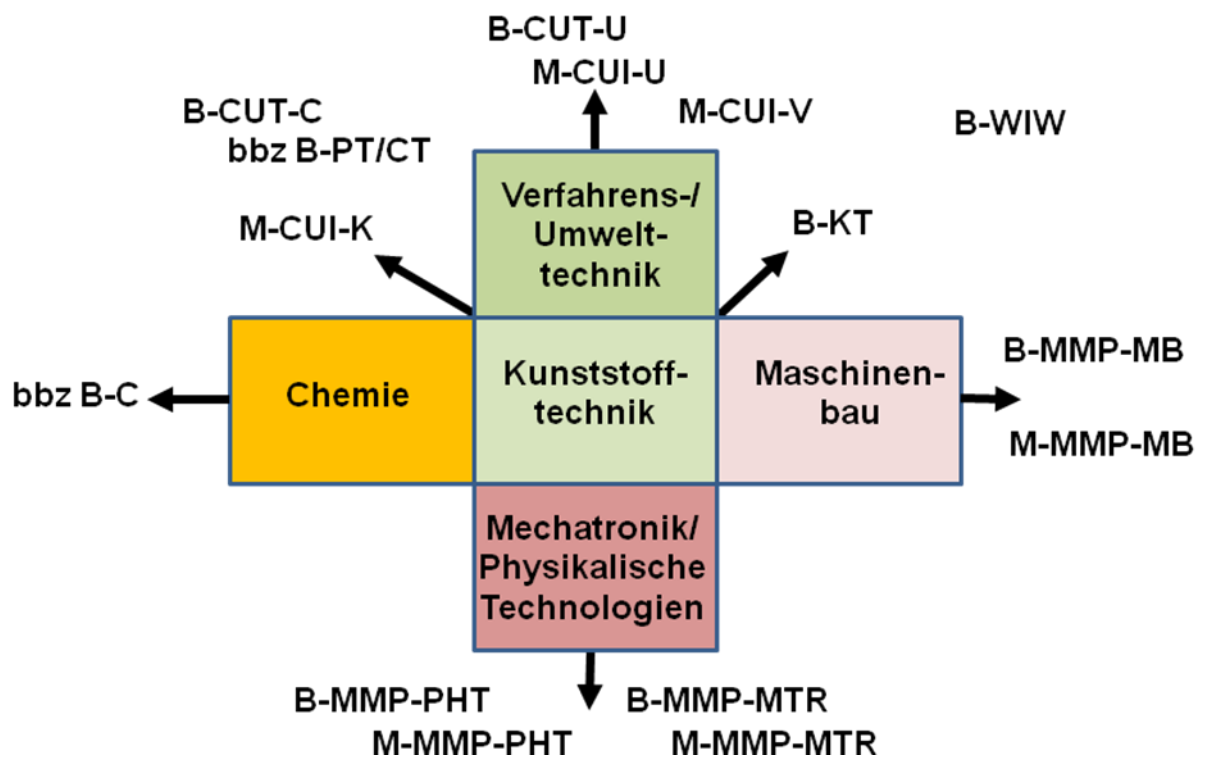 B-CUT-U
M-CUI-U
B-CUT-C
M-CUI-V
B-WIW
bbz B-PT/CT
Verfahrens-/
Umwelt-
technik
M-CUI-K
B-KT
bbz B-C
Chemie
Kunststoff-
technik
Maschinen-
bau
B-MMP-MB
M-MMP-MB
Mechatronik/
Physikalische
Technologien
B-MMP-PHT
M-MMP-PHT
B-MMP-MTR
M-MMP-MTR